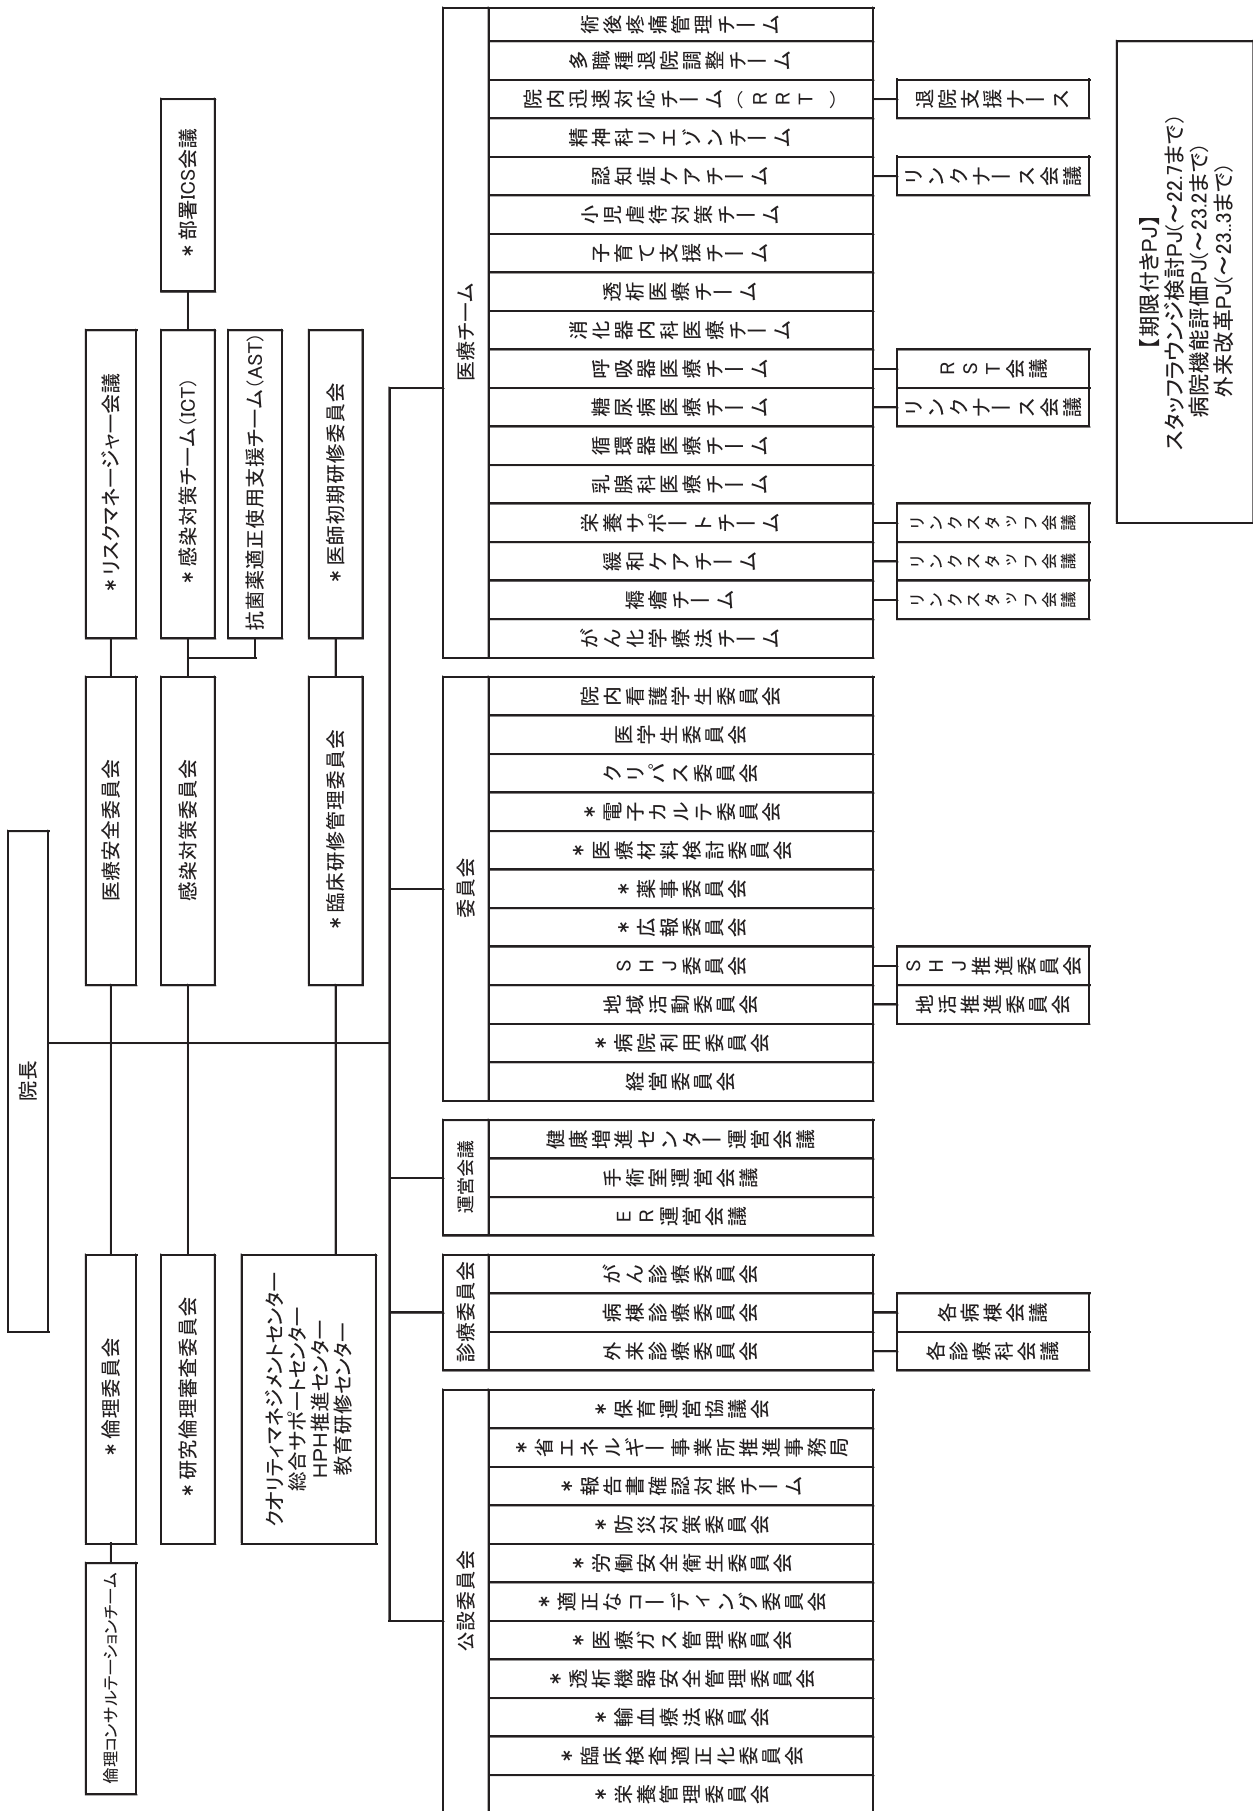 院長
倫理コンサルテーションチーム
＊倫理委員会
医療安全委員会
＊リスクマネージャー会議
＊研究倫理審査委員会
感染対策委員会
＊感染対策チーム(ICT)
＊部署ICS会議
抗菌薬適正使用支援チーム(AST)
クオリティマネジメントセンター
総合サポートセンター
HPH推進センター
教育研修センター
＊臨床研修管理委員会
＊医師初期研修委員会
公設委員会
＊栄養管理委員会
＊臨床検査適正化委員会
＊輸血療法委員会
＊透析機器安全管理委員会
＊医療ガス管理委員会
＊適正なコーディング委員会
＊労働安全衛生委員会
＊防災対策委員会
＊報告書確認対策チーム
＊省エネルギー事業所推進事務局
＊保育運営協議会
診療委員会
外来診療委員会
病棟診療委員会
がん診療委員会
各診療科会議
各病棟会議
運営会議
ER運営会議
手術室運営会議
健康増進センター運営会議
委員会
経営委員会
＊病院利用委員会
地域活動委員会
SHJ委員会
＊広報委員会
＊薬事委員会
＊医療材料検討委員会
＊電子カルテ委員会
クリパス委員会
医学生委員会
院内看護学生委員会
地活推進委員会
SHJ推進委員会
医療チーム
がん化学療法チーム
褥瘡チーム
緩和ケアチーム
栄養サポートチーム
乳腺科医療チーム
循環器医療チーム
糖尿病医療チーム
呼吸器医療チーム
消化器内科医療チーム
透析医療チーム
子育て支援チーム
小児虐待対策チーム
認知症ケアチーム
精神科リエゾンチーム
院内迅速対応チーム(RRT)
多職種退院調整チーム
術後疼痛管理チーム
リンクスタッフ会議
リンクスタッフ会議
リンクスタッフ会議
リンクナース会議
RST会議
リンクナース会議
退院支援ナース
【期限付きPJ】
スタッフラウンジ検討PJ(～22.7まで)
病院機能評価PJ(～23.2まで)
外来改革PJ(～23..3まで)